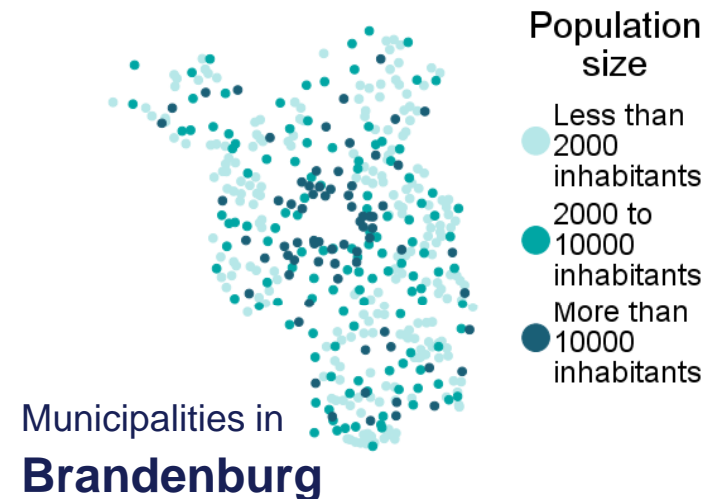 Population
size
Less than
2000
inhabitants
2000 to
10000
inhabitants
More than
10000
inhabitants
Municipalities in
Brandenburg